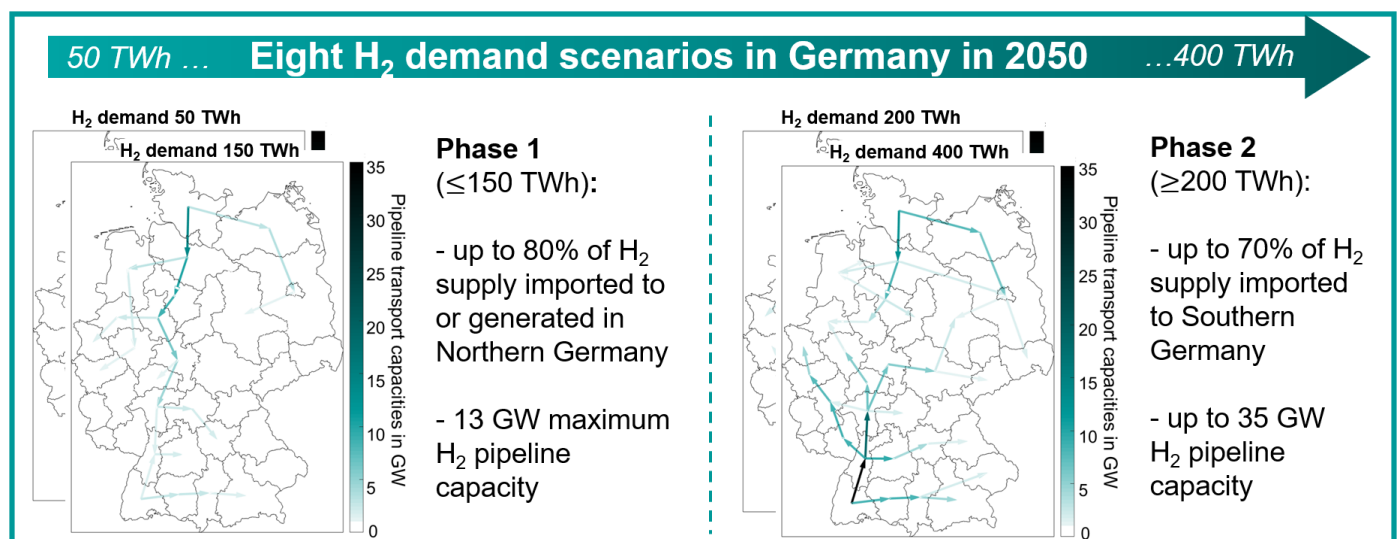 50 TWh … Eight H₂ demand scenarios in Germany in 2050 …400 TWh
H₂ demand 50 TWh
H₂ demand 150 TWh
35
30
25
20
15
10
5
0
Pipeline transport capacities in GW
Phase 1
(≤150 TWh):
- up to 80% of H₂
supply imported to
or generated in
Northern Germany
- 13 GW maximum
H₂ pipeline
capacity
H₂ demand 200 TWh
H₂ demand 400 TWh
35
30
25
20
15
10
5
0
Pipeline transport capacities in GW
Phase 2
(≥200 TWh):
- up to 70% of H₂
supply imported
to Southern
Germany
- up to 35 GW
H₂ pipeline
capacity